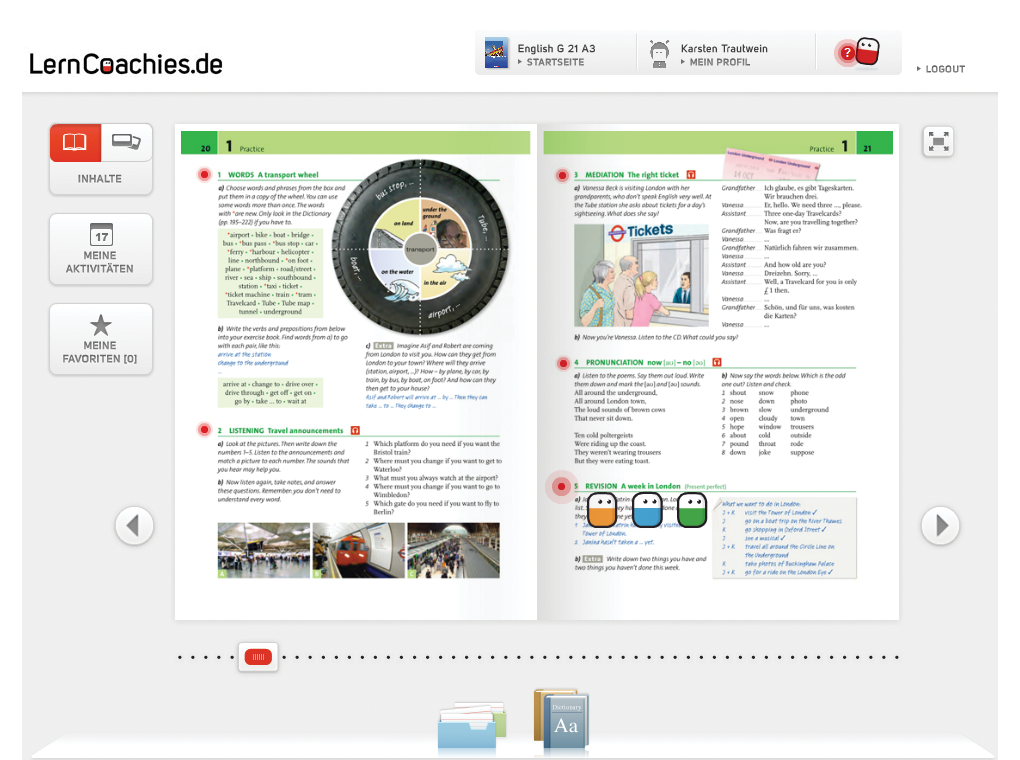 LernCoachies.de
English G 21 A3
STARTSEITE
Karsten Trautwein
MEIN PROFIL
?
LOGOUT
INHALTE
17
MEINE
AKTIVITÄTEN
MEINE
FAVORITEN [0]
20 1 Practice
1 WORDS A transport wheel
a) Choose words and phrases from the box and
put them in a copy of the wheel. You can use
some words more than once. The words
with *are new. Only look in the Dictionary
(pp. 195–222) if you have to.
*airport • bike • boat • bridge •
bus • *bus pass • *bus stop • car •
*ferry • *harbour • helicopter •
line • northbound • *on foot •
plane • *platform • road/street •
river • sea • ship • southbound •
station • *taxi • ticket •
*ticket machine • train • *tram •
Travelcard • Tube • Tube map •
tunnel • underground
bus stop, ...
Tube, ...
boat, ...
airport, ...
on land
under the
ground
transport
on the water
in the air
b) Write the verbs and prepositions from below
into your exercise book. Find words from a) to go
with each pair, like this:
arrive at the station
change to the underground
...
arrive at • change to • drive over •
drive through • get off • get on •
go by • take ... to • wait at
c) Extra Imagine Asif and Robert are coming
from London to visit you. How can they get from
London to your town? Where will they arrive
(station, airport, ...)? How – by plane, by car, by
train, by bus, by boat, on foot? And how can they
then get to your house?
Asif and Robert will arrive at ... by ... Then they can
take ... to ... They change to ...
2 LISTENING Travel announcements
a) Look at the pictures. Then write down the
numbers 1–5. Listen to the announcements and
match a picture to each number. The sounds that
you hear may help you.
b) Now listen again, take notes, and answer
these questions. Remember: you don't need to
understand every word.
1 Which platform do you need if you want the
Bristol train?
2 Where must you change if you want to get to
Waterloo?
3 What must you always watch at the airport?
4 Where must you change if you want to go to
Wimbledon?
5 Which gate do you need if you want to fly to
Berlin?
A
B
C
Practice 1 21
London Underground
London Underground
14 OCT
3 MEDIATION The right ticket
a) Vanessa Beck is visiting London with her
grandparents, who don't speak English very well. At
the Tube station she asks about tickets for a day's
sightseeing. What does she say?
Tickets
Grandfather Ich glaube, es gibt Tageskarten.
Wir brauchen drei.
Vanessa Er, hello. We need three ..., please.
Assistant Three one-day Travelcards?
Now, are you travelling together?
Grandfather Was fragt er?
Vanessa ...
Grandfather Natürlich fahren wir zusammen.
Vanessa ...
Assistant And how old are you?
Vanessa Dreizehn. Sorry, ...
Assistant Well, a Travelcard for you is only
£1 then.
Vanessa ...
Grandfather Schön, und für uns, was kosten
die Karten?
Vanessa ...
b) Now you're Vanessa. Listen to the CD. What could you say?
4 PRONUNCIATION now [aʊ] – no [əʊ]
a) Listen to the poems. Say them out loud. Write
them down and mark the [aʊ] and [əʊ] sounds.
All around the underground,
All around London town,
The loud sounds of brown cows
That never sit down.
Ten cold poltergeists
Were riding up the coast.
They weren't wearing trousers
But they were eating toast.
b) Now say the words below. Which is the odd
one out? Listen and check.
1 shout snow phone
2 nose down photo
3 brown slow underground
4 open cloudy town
5 hope window trousers
6 about cold outside
7 pound throat rode
8 down joke suppose
5 REVISION A week in London (Present perfect)
Tower of London.
2 Janina hasn't taken a ... yet.
b) Extra Write down two things you have and
two things you haven't done this week.
What we want to do in London:
J + K visit the Tower of London ✓
J go on a boat trip on the River Thames
K go shopping in Oxford Street ✓
J see a musical ✓
J + K travel all around the Circle Line on
the Underground
K take photos of Buckingham Palace
J + K go for a ride on the London Eye ✓
Dictionary
Aa